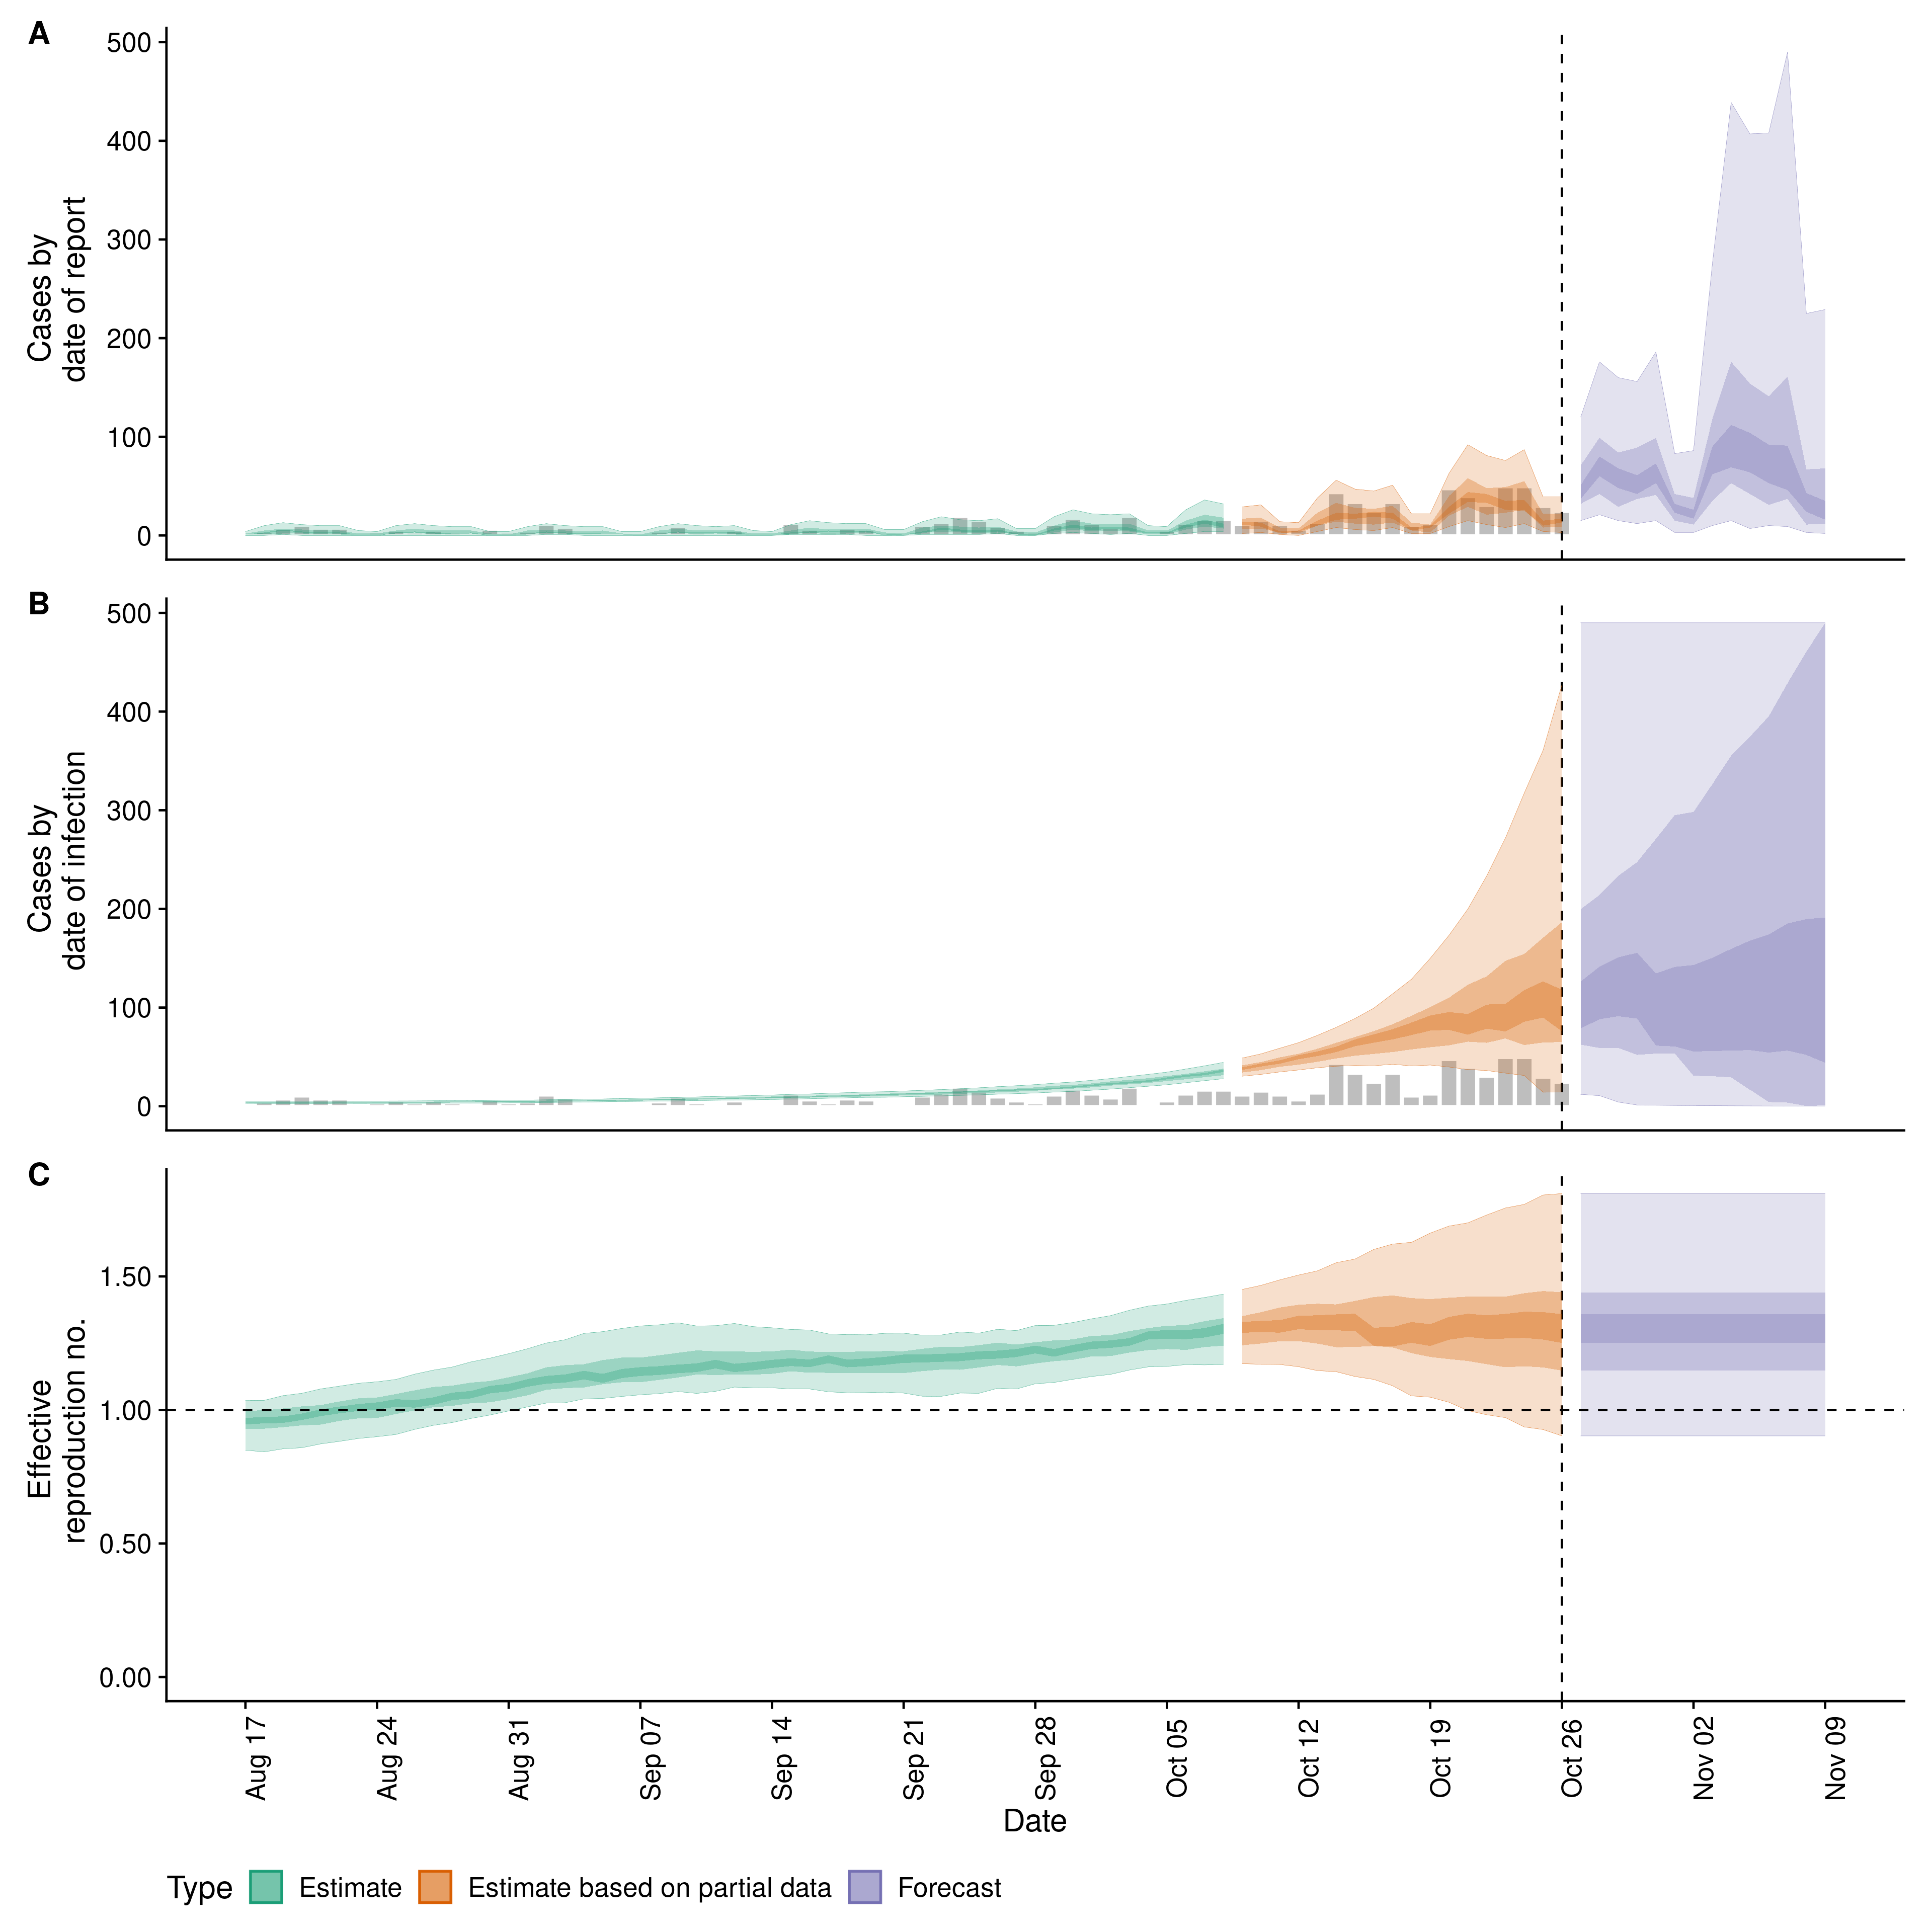 A
500
400
300
200
100
0
Cases by
date of report
B
500
400
300
200
100
0
Cases by
date of infection
C
1.50
1.00
0.50
0.00
Effective
reproduction no.
Aug 17
Aug 24
Aug 31
Sep 07
Sep 14
Sep 21
Sep 28
Oct 05
Oct 12
Oct 19
Oct 26
Nov 02
Nov 09
Date
Type Estimate Estimate based on partial data Forecast